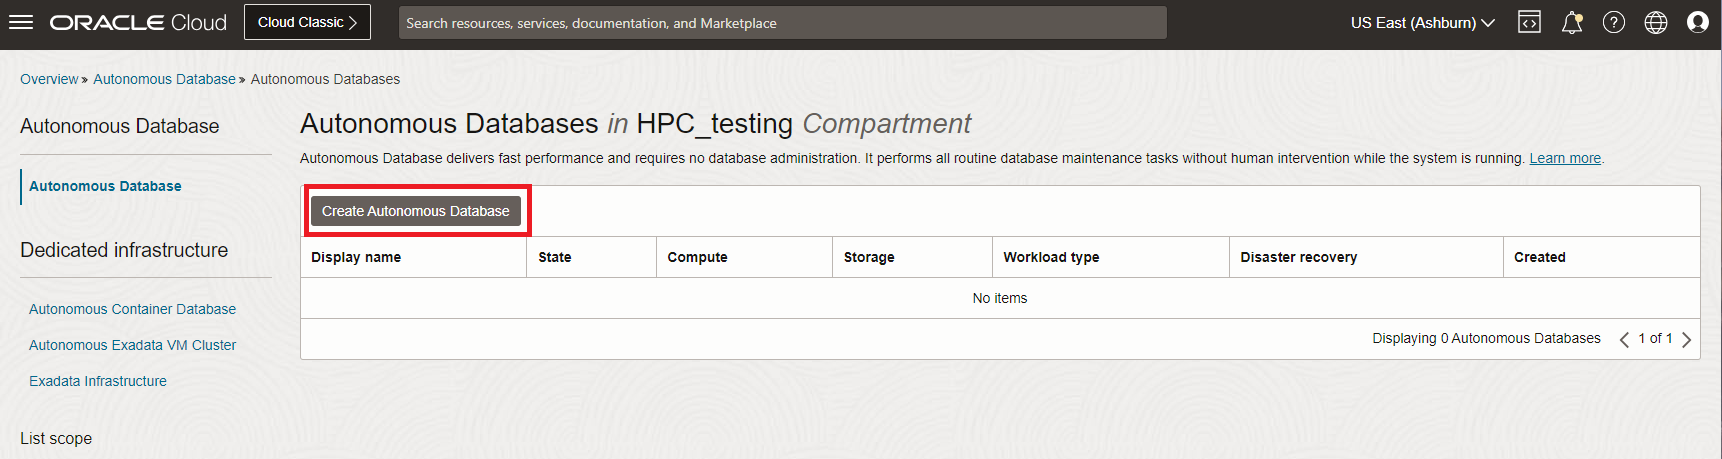 ORACLE Cloud Cloud Classic Search resources, services, documentation, and Marketplace US East (Ashburn)
Overview » Autonomous Database » Autonomous Databases
Autonomous Database
Autonomous Database
Dedicated infrastructure
Autonomous Container Database
Autonomous Exadata VM Cluster
Exadata Infrastructure
List scope
Autonomous Databases in HPC_testing Compartment
Autonomous Database delivers fast performance and requires no database administration. It performs all routine database maintenance tasks without human intervention while the system is running. Learn more.
Create Autonomous Database
Display name State Compute Storage Workload type Disaster recovery Created
No items
Displaying 0 Autonomous Databases 1 of 1